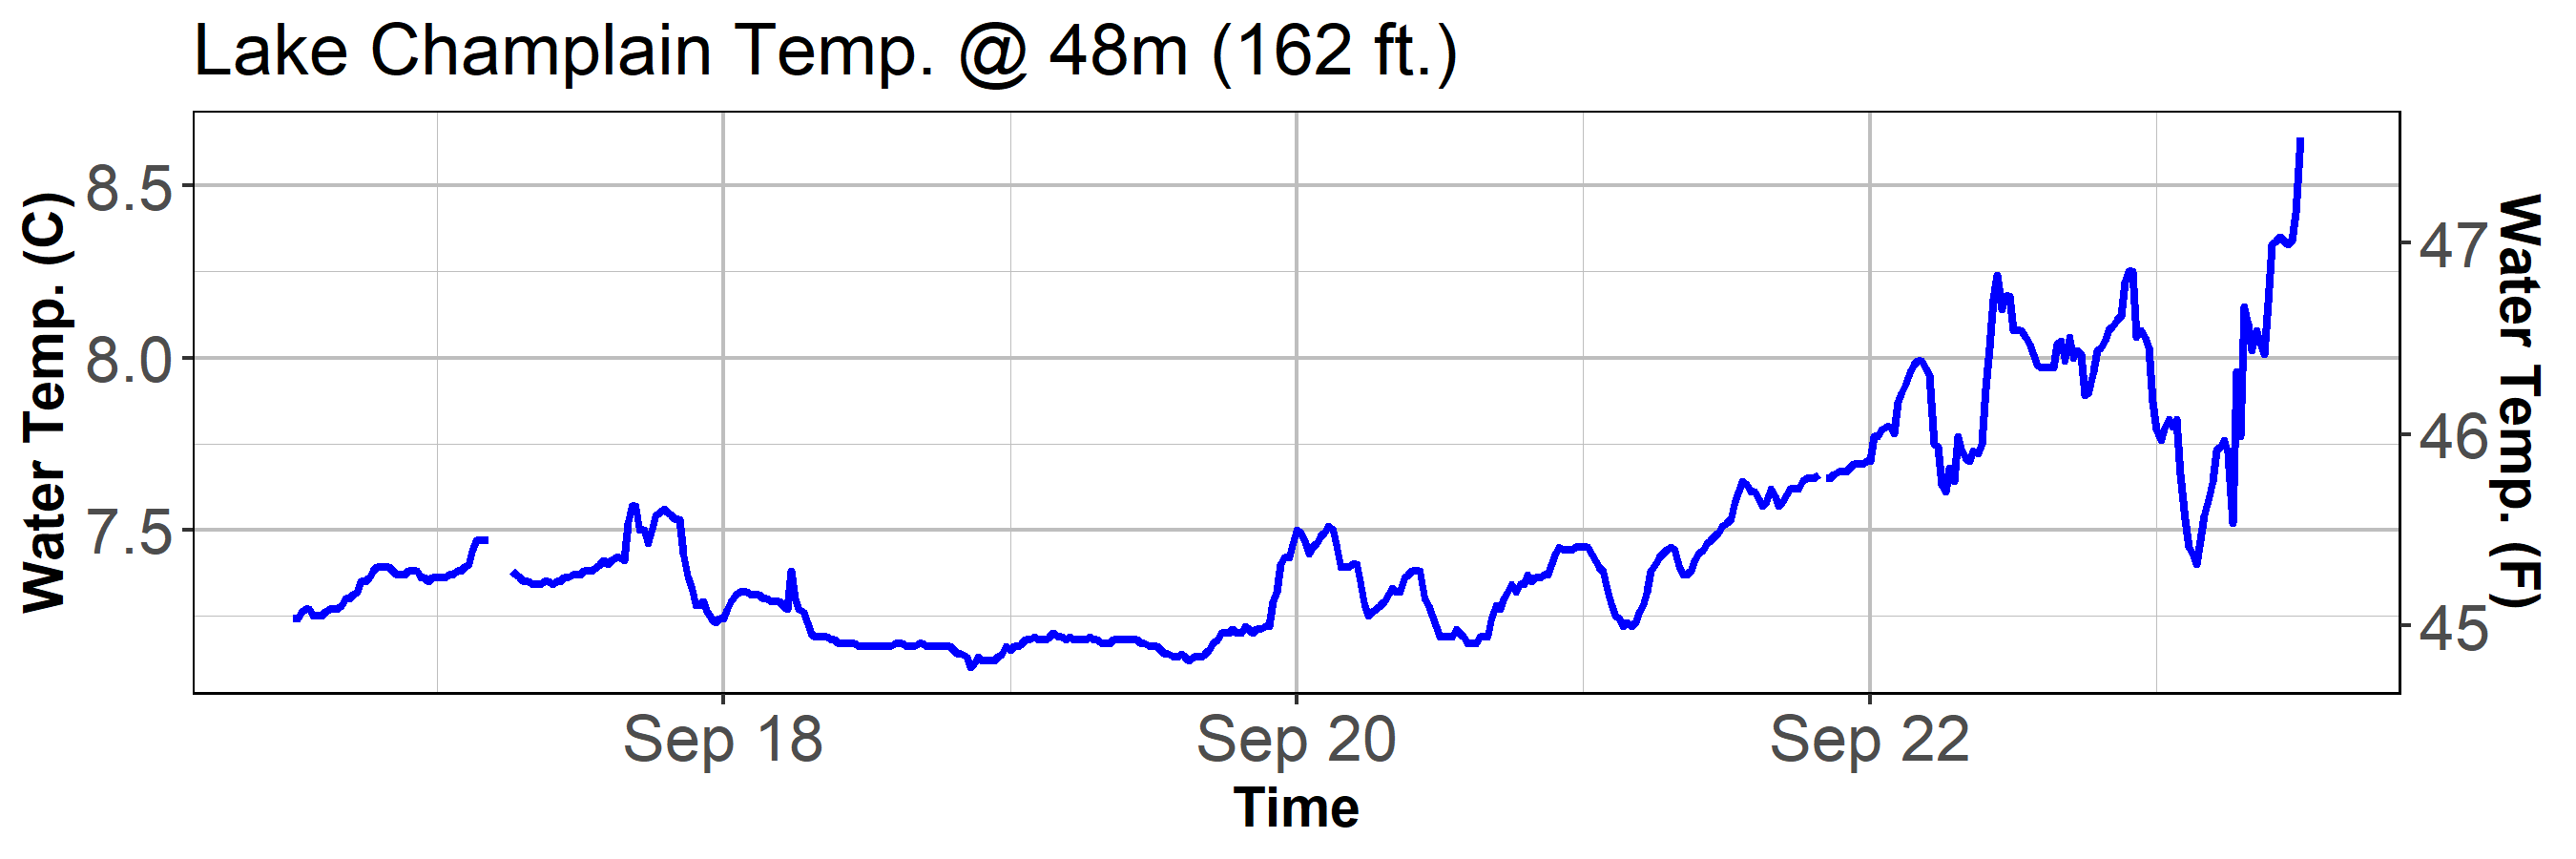 Lake Champlain Temp. @ 48m (162 ft.)
Water Temp. (C)
8.5
8.0
7.5
47
46
45
Water Temp. (F)
Sep 18
Sep 20
Sep 22
Time